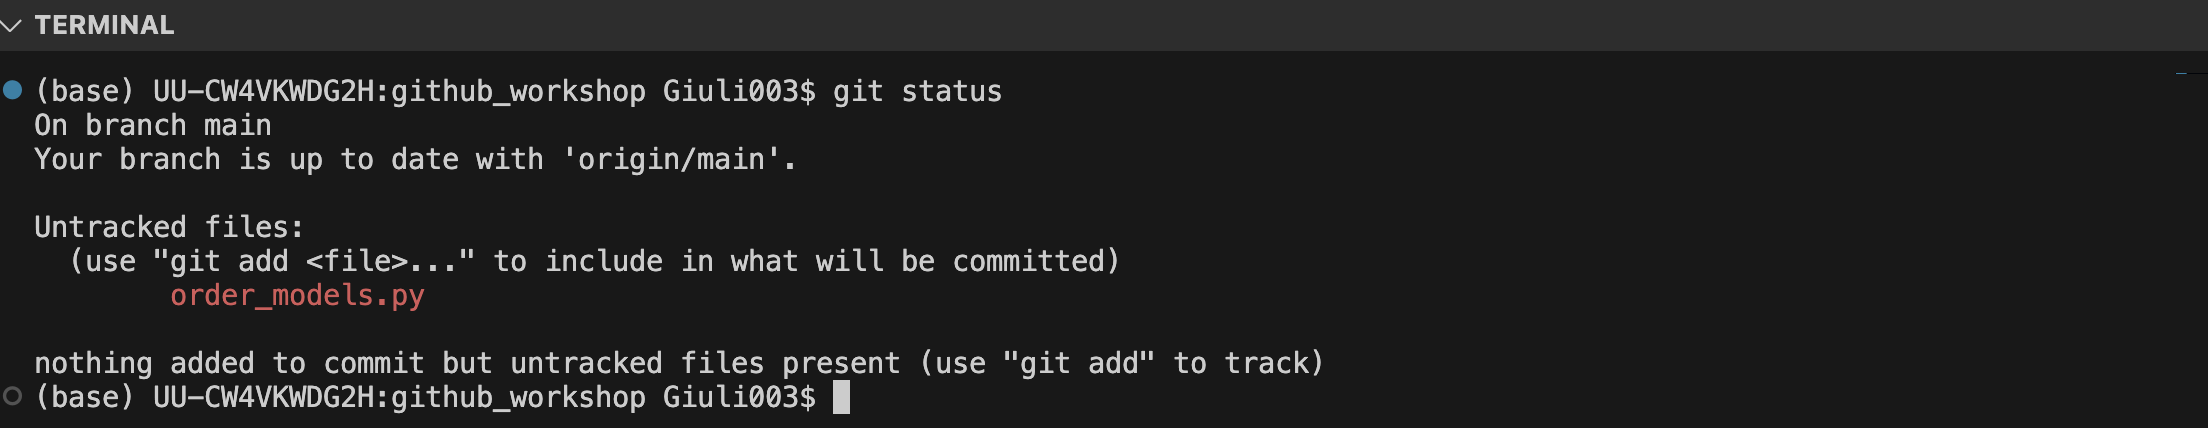 TERMINAL
(base) UU-CW4VKWDG2H:github_workshop Giuli003$ git status
On branch main
Your branch is up to date with 'origin/main'.
Untracked files:
(use "git add <file>..." to include in what will be committed)
order_models.py
nothing added to commit but untracked files present (use "git add" to track)
(base) UU-CW4VKWDG2H:github_workshop Giuli003$